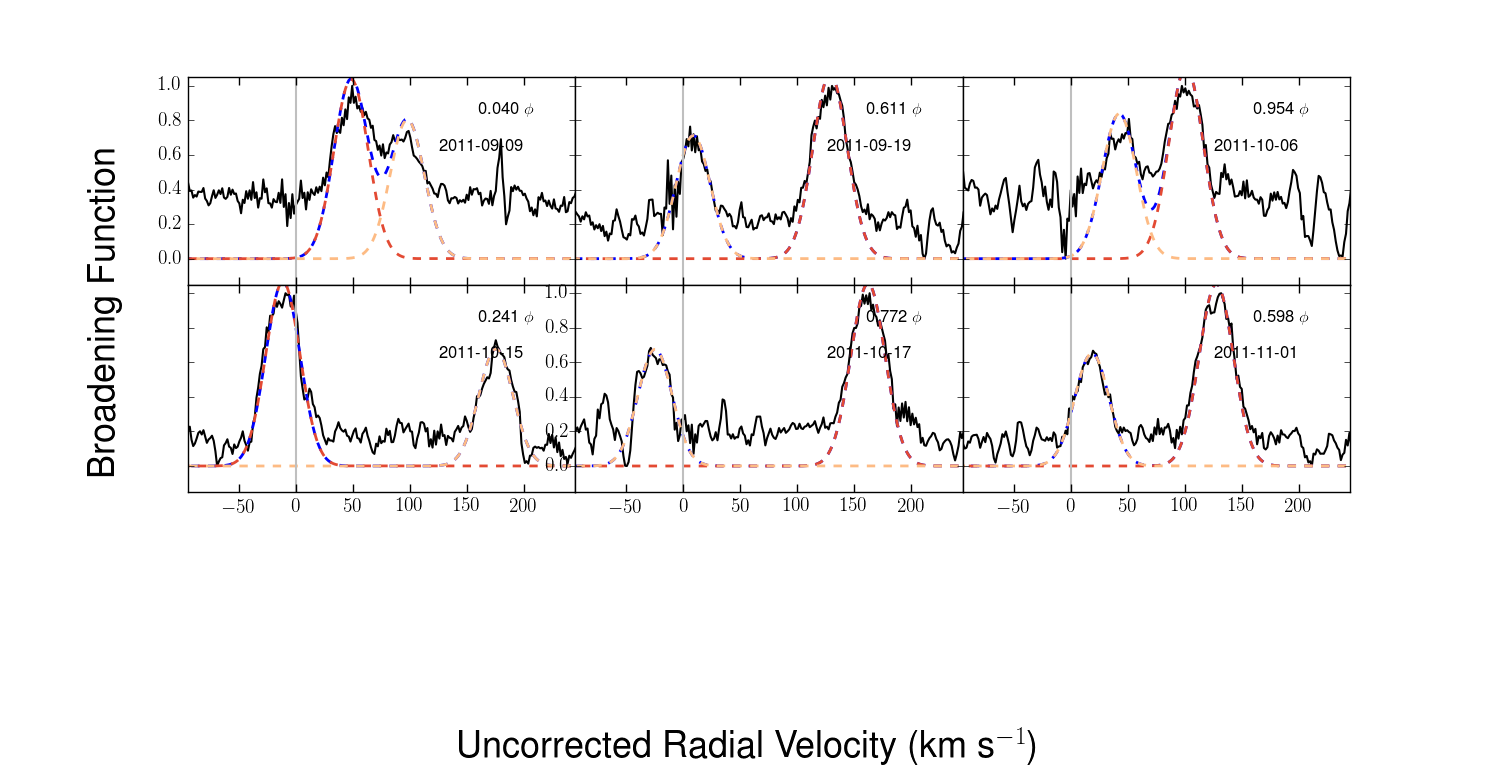 Broadening Function
1.0
0.8
0.6
0.4
0.2
0.0
0.040 ϕ
2011-09-09
0.611 ϕ
2011-09-19
0.954 ϕ
2011-10-06
1.0
0.8
0.6
0.4
0.2
0.0
0.241 ϕ
2011-10-15
0.772 ϕ
2011-10-17
0.598 ϕ
2011-11-01
−50 0 50 100 150 200
−50 0 50 100 150 200
−50 0 50 100 150 200
Uncorrected Radial Velocity (km s⁻¹)